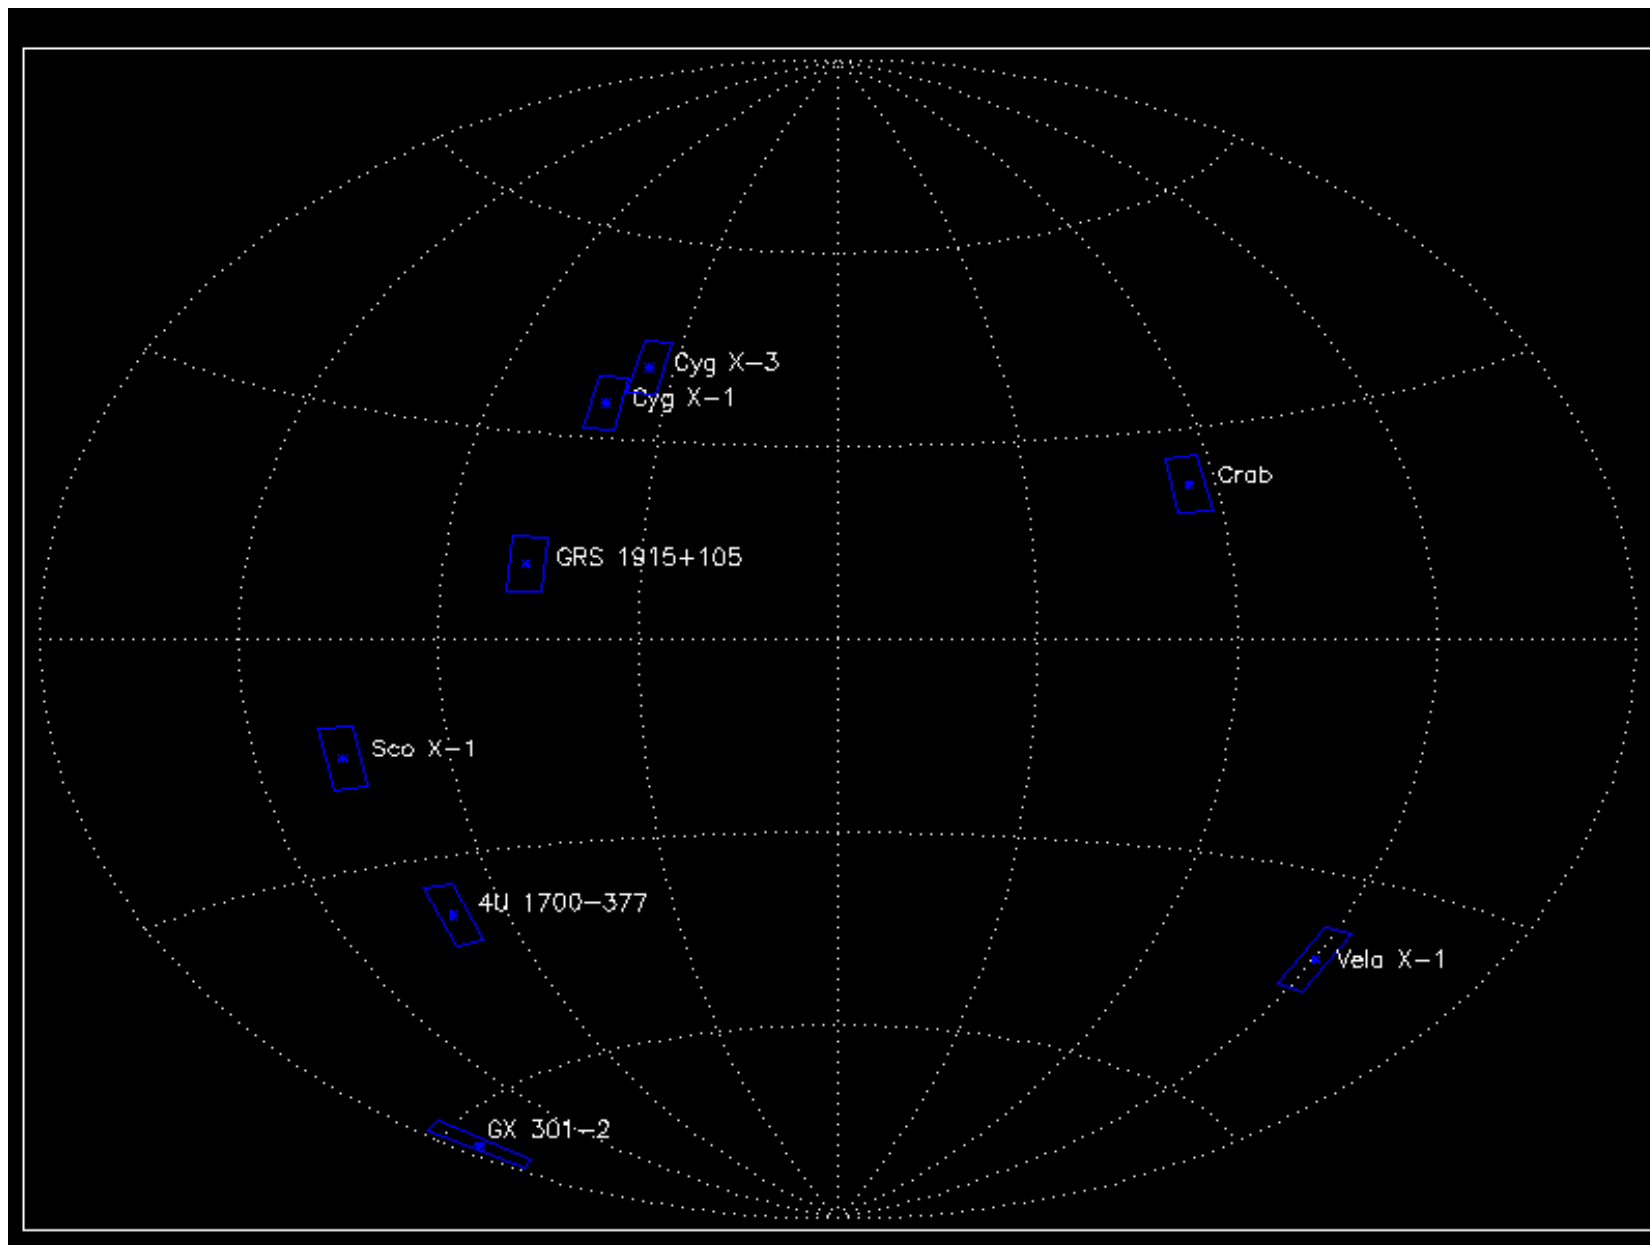 Cyg X-3
Cyg X-1
Crab
GRS 1915+105
Sco X-1
4U 1700-377
Vela X-1
GX 301-2